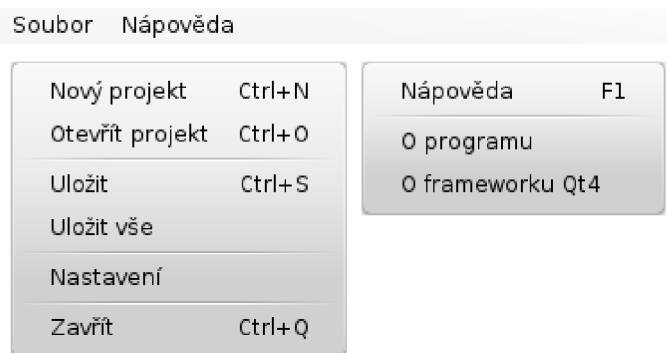 Soubor Nápověda
Nový projekt Ctrl+N
Otevřít projekt Ctrl+O
Uložit Ctrl+S
Uložit vše
Nastavení
Zavřít Ctrl+Q
Nápověda F1
O programu
O frameworku Qt4